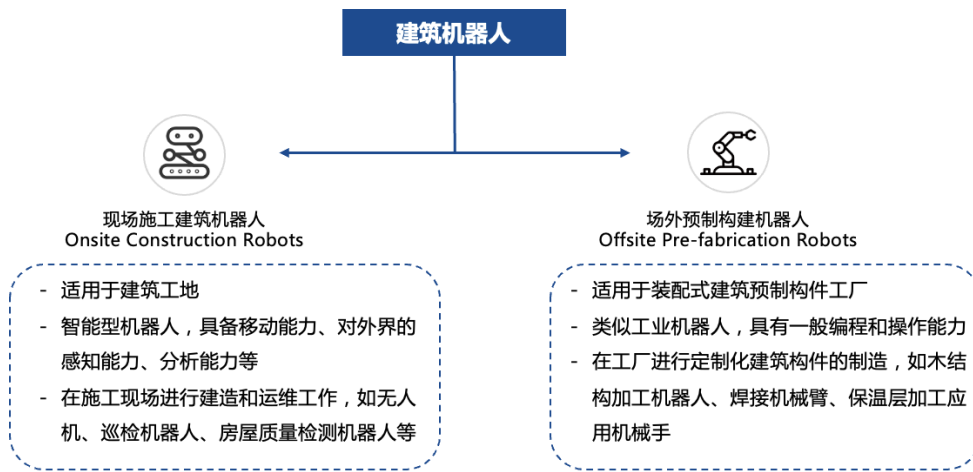 建筑机器人
现场施工建筑机器人
Onsite Construction Robots
- 适用于建筑工地
- 智能型机器人，具备移动能力、对外界的
感知能力、分析能力等
- 在施工现场进行建造和运维工作，如无人
机、巡检机器人、房屋质量检测机器人等
场外预制构建机器人
Offsite Pre-fabrication Robots
- 适用于装配式建筑预制构件工厂
- 类似工业机器人，具有一般编程和操作能力
- 在工厂进行定制化建筑构件的制造，如木结
构加工机器人、焊接机械臂、保温层加工应
用机械手